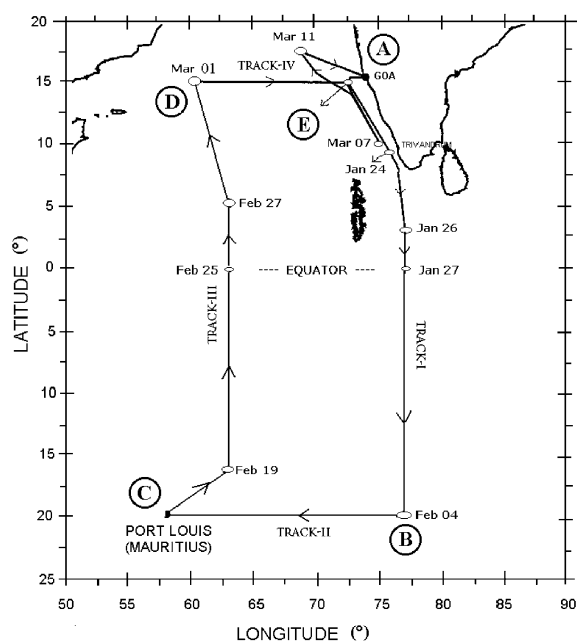 20
15
10
5
0
5
10
15
20
25
LATITUDE (°)
50
55
60
65
70
75
80
85
90
LONGITUDE (°)
Mar 11
A
GOA
Mar 01
TRACK-IV
D
E
Mar 07
TRIVANDRUM
Jan 24
Feb 27
Jan 26
Feb 25
---- EQUATOR ----
Jan 27
TRACK-III
TRACK-I
Feb 19
C
PORT LOUIS
(MAURITIUS)
TRACK-II
Feb 04
B